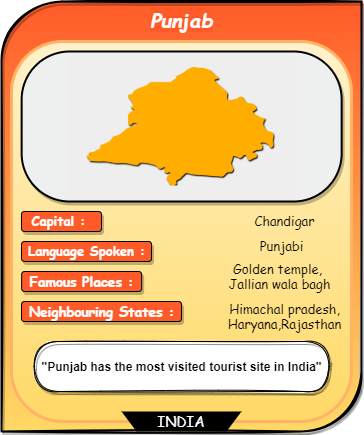 Punjab
Capital : Chandigar
Language Spoken : Punjabi
Famous Places : Golden temple,
Jallian wala bagh
Neighbouring States : Himachal pradesh,
Haryana,Rajasthan
"Punjab has the most visited tourist site in India"
INDIA